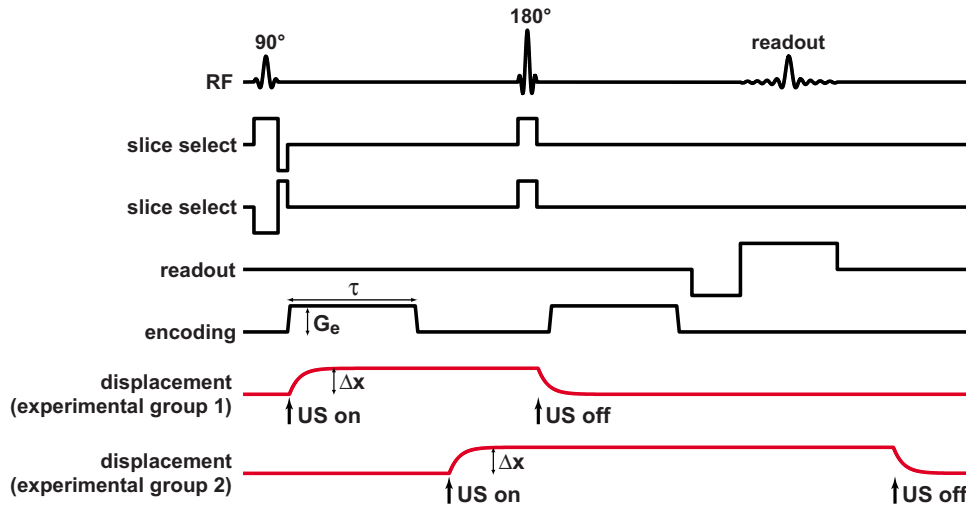 90°
180°
readout
RF
slice select
slice select
readout
τ
encoding
Ge
displacement
(experimental group 1)
Δx
US on
US off
displacement
(experimental group 2)
Δx
US on
US off